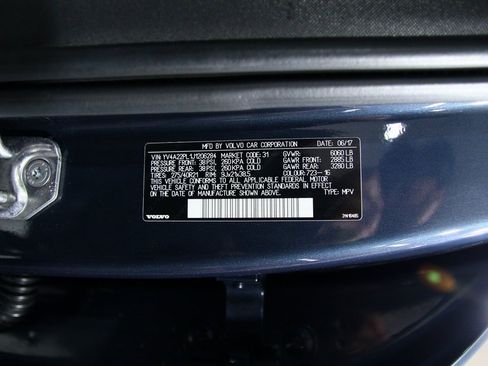 MFD BY VOLVO CAR CORPORATION DATE: 06/17
VIN: YV4A22PL1J1206284 MARKET CODE: 31 GVWR: 6060 LB
PRESSURE FRONT: 38 PSI, 260 KPA COLD GAWR FRONT: 2885 LB
PRESSURE REAR: 38 PSI, 260 KPA COLD GAWR REAR: 3280 LB
TIRES: 275/40R21 RIMS: 9Jx21x38.5 COLOUR: 723-16
THIS VEHICLE CONFORMS TO ALL APPLICABLE FEDERAL MOTOR
VEHICLE SAFETY AND THEFT PREVENTION STANDARDS IN EFFECT
ON THE DATE OF MANUFACTURE SHOWN ABOVE. TYPE: MPV
VOLVO